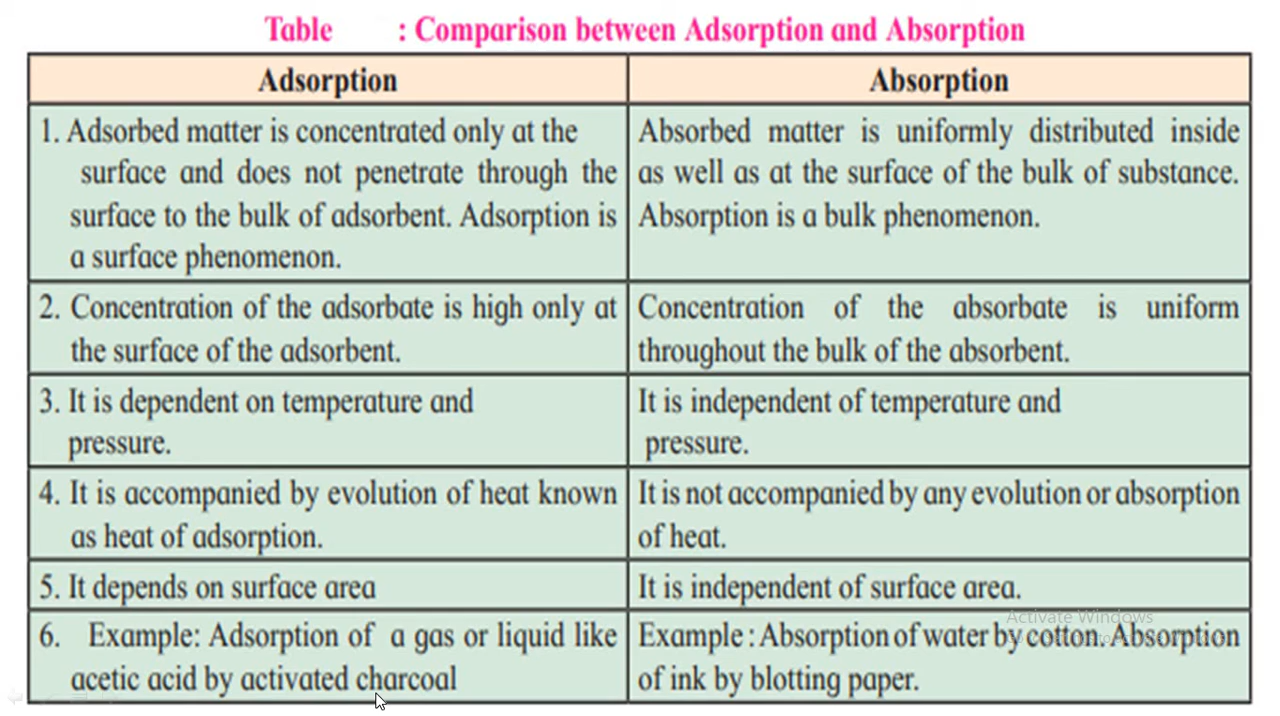 Table : Comparison between Adsorption and Absorption
Adsorption
Absorption
1. Adsorbed matter is concentrated only at the
surface and does not penetrate through the
surface to the bulk of adsorbent. Adsorption is
a surface phenomenon.
Absorbed matter is uniformly distributed inside
as well as at the surface of the bulk of substance.
Absorption is a bulk phenomenon.
2. Concentration of the adsorbate is high only at
the surface of the adsorbent.
Concentration of the absorbate is uniform
throughout the bulk of the absorbent.
3. It is dependent on temperature and
pressure.
It is independent of temperature and
pressure.
4. It is accompanied by evolution of heat known
as heat of adsorption.
It is not accompanied by any evolution or absorption
of heat.
5. It depends on surface area
It is independent of surface area.
6. Example: Adsorption of a gas or liquid like
acetic acid by activated charcoal
Example : Absorption of water by cotton. Absorption
of ink by blotting paper.
Activate Windows